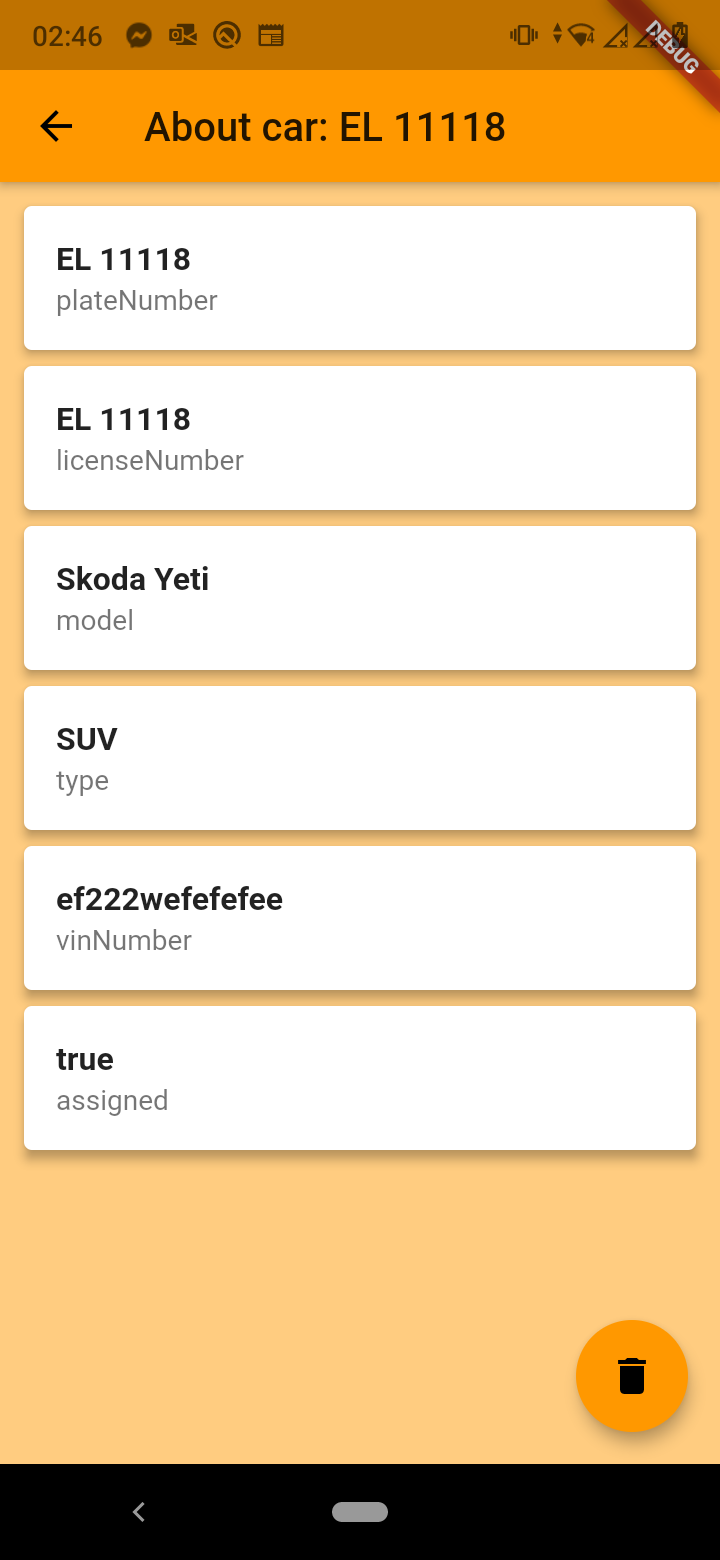 02:46
DEBUG
About car: EL 11118
EL 11118
plateNumber
EL 11118
licenseNumber
Skoda Yeti
model
SUV
type
ef222wefefefee
vinNumber
true
assigned